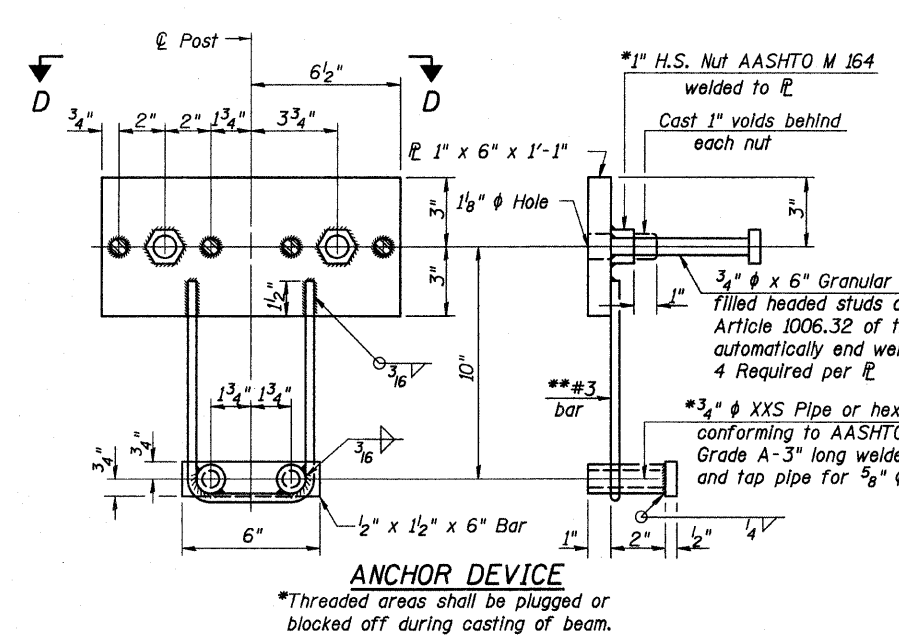 ℄ Post
D
D
6½"
¾"
2"
2"
1¾"
3¾"
3"
3"
1½"
3/16
10"
1¾"
1¾"
¾"
¾"
3/16
½" x 1½" x 6" Bar
6"
*1" H.S. Nut AASHTO M 164
welded to ⅊
Cast 1" voids behind
each nut
⅊ 1" x 6" x 1'-1"
1⅛" ϕ Hole
3"
1"
¾" ϕ x 6" Granular
filled headed studs
Article 1006.32 of
automatically end
4 Required per ⅊
**#3
bar
*¾" ϕ XXS Pipe or
conforming to
Grade A-3" long
and tap pipe for ⅝"
¼
1"
2"
½"
ANCHOR DEVICE
*Threaded areas shall be plugged or
blocked off during casting of beam.